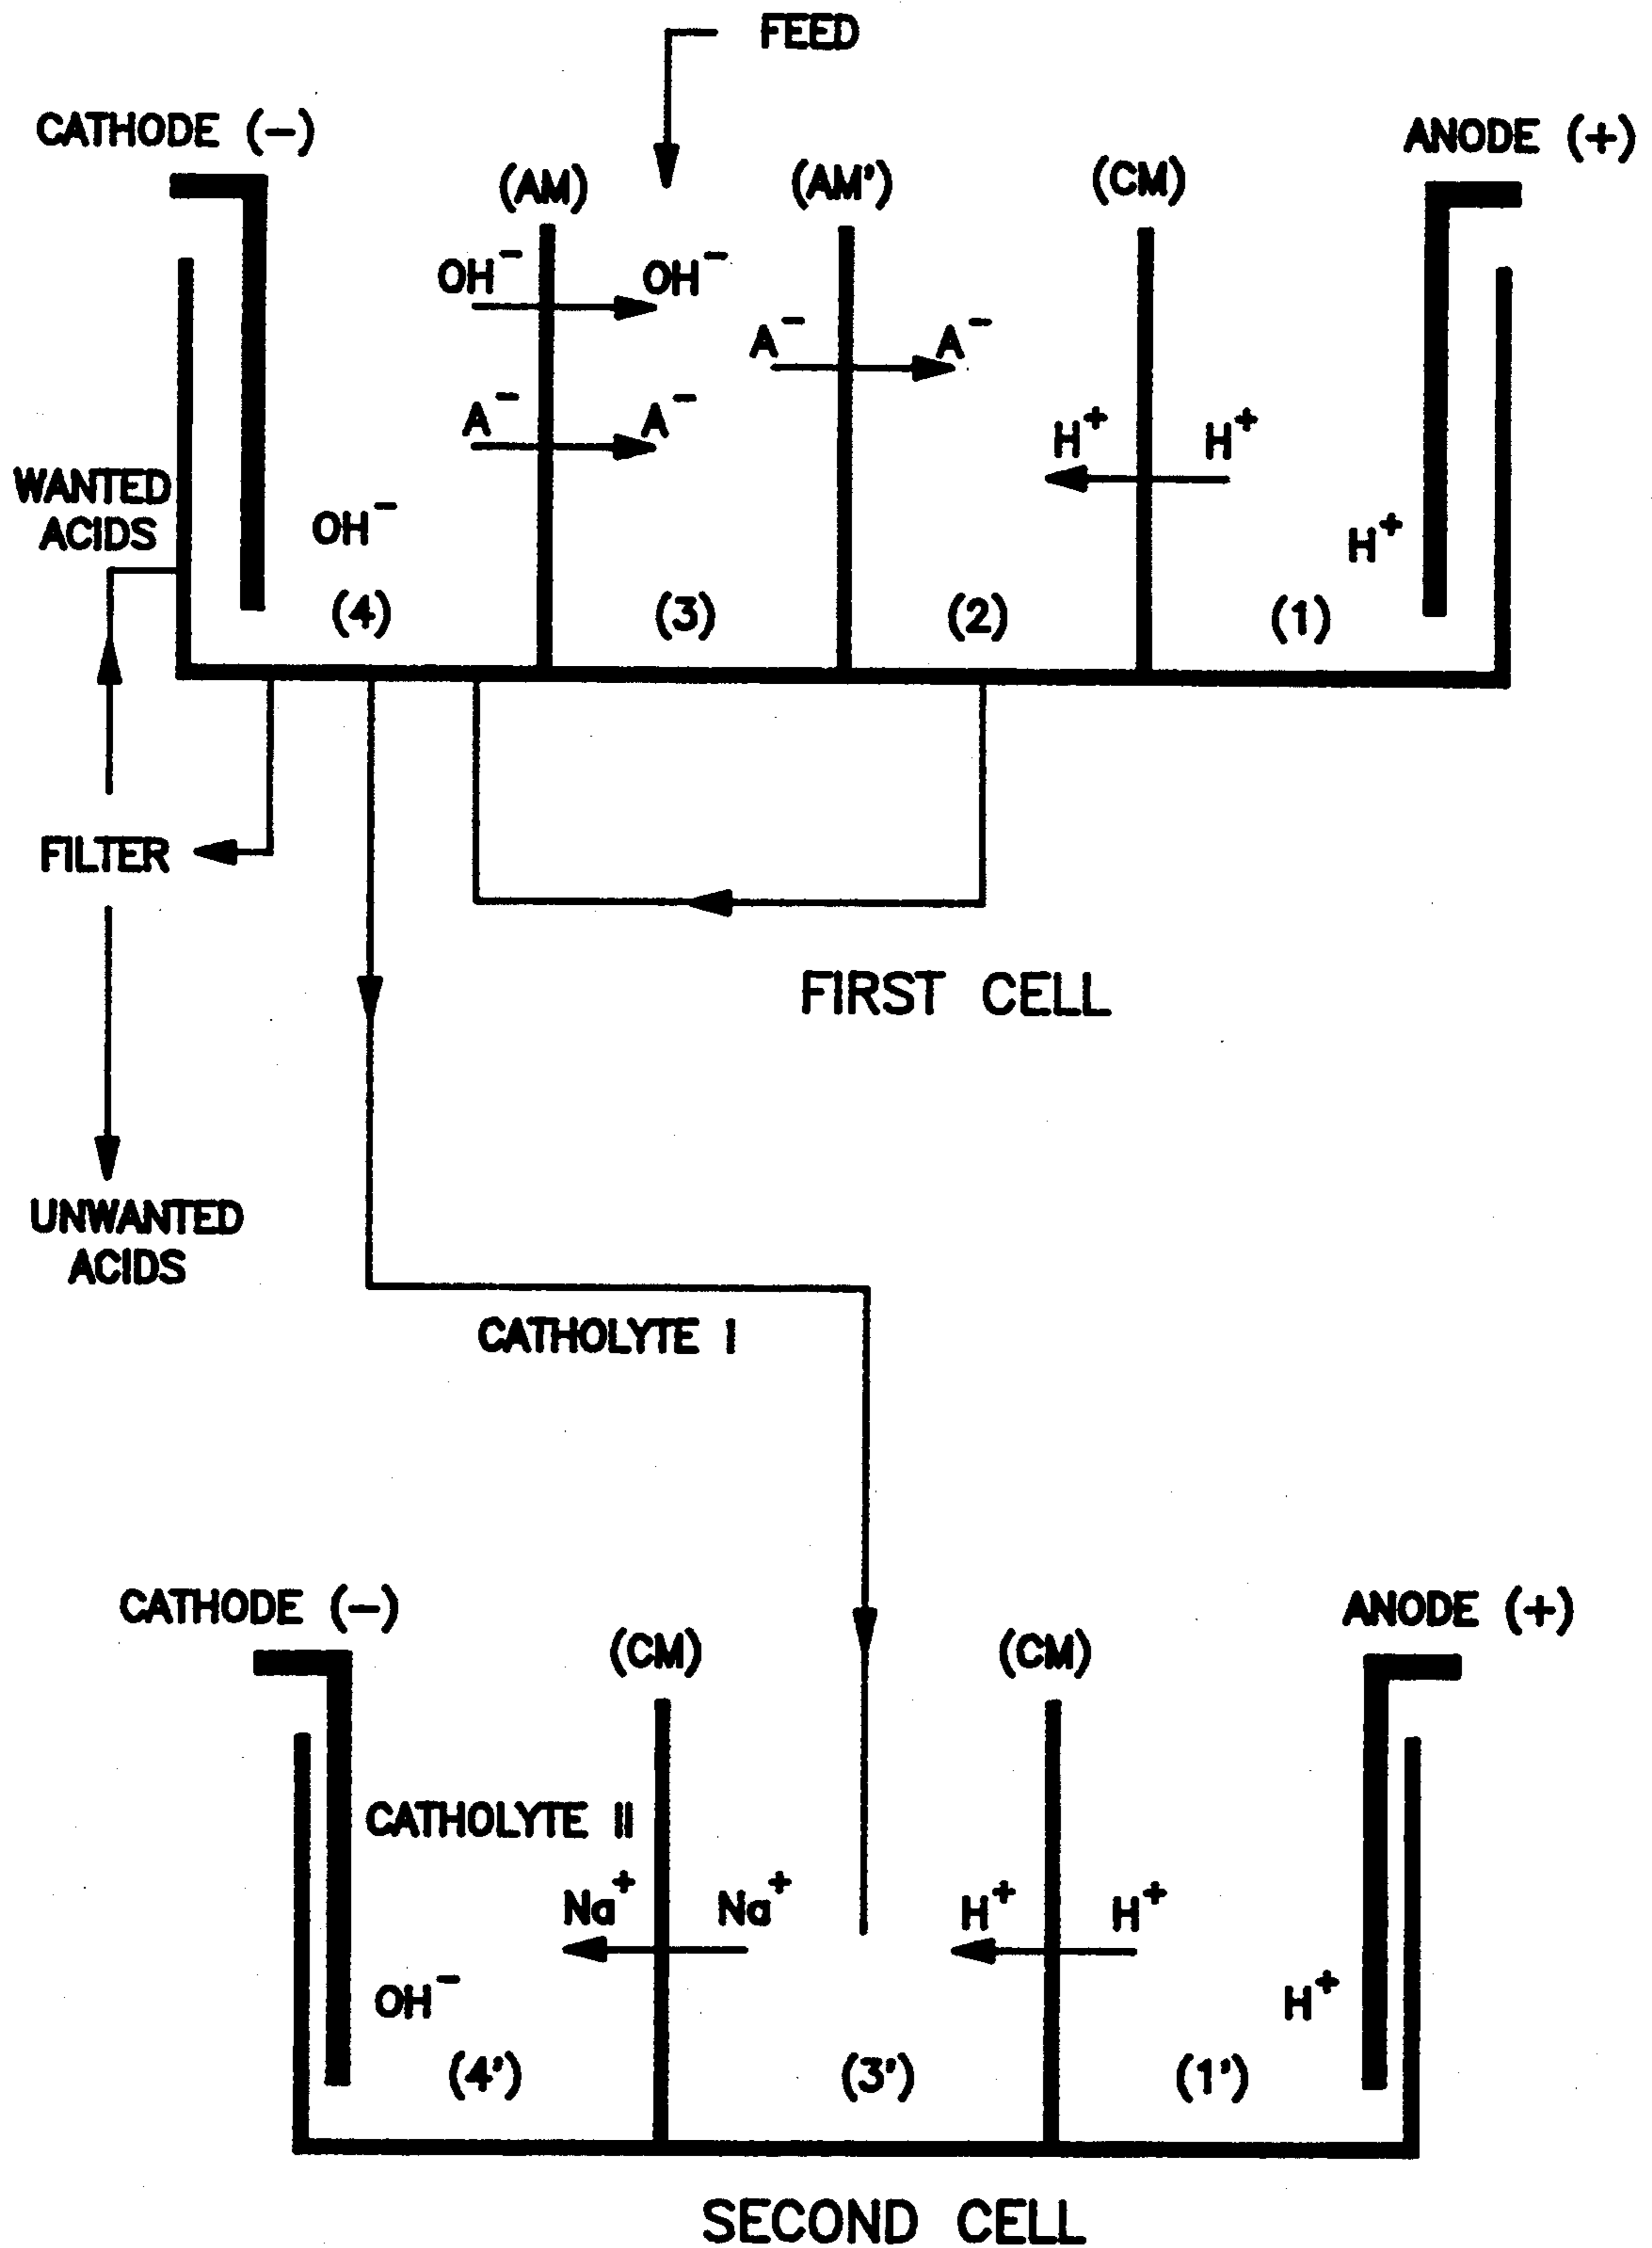 FEED
CATHODE (-)
ANODE (+)
(AM)
(AM')
(CM)
OH⁻
OH⁻
A⁻
A⁻
A⁻
A⁻
H⁺
H⁺
WANTED
ACIDS
OH⁻
H⁺
(4)
(3)
(2)
(1)
FILTER
FIRST CELL
UNWANTED
ACIDS
CATHOLYTE I
CATHODE (-)
ANODE (+)
(CM)
(CM)
CATHOLYTE II
Na⁺
Na⁺
H⁺
H⁺
OH⁻
H⁺
(4')
(3')
(1')
SECOND CELL